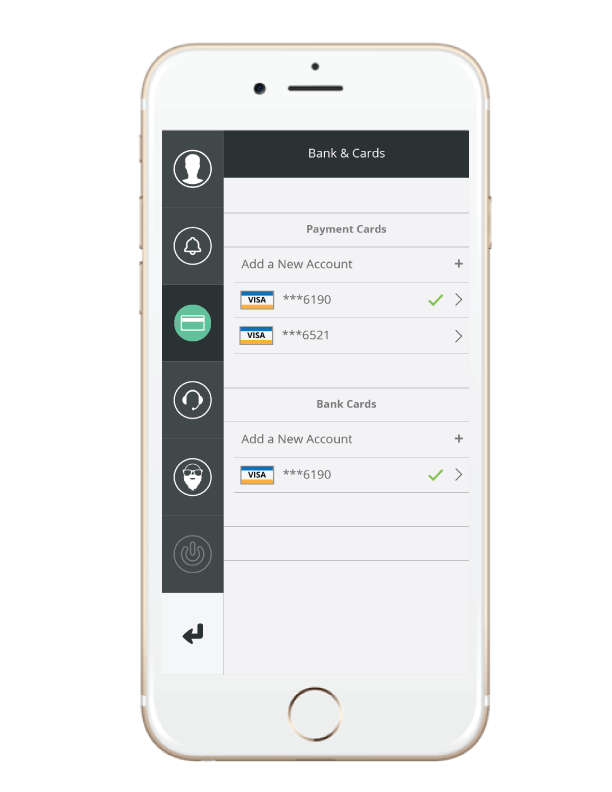 Bank & Cards
Payment Cards
Add a New Account +
VISA ***6190
VISA ***6521
Bank Cards
Add a New Account +
VISA ***6190